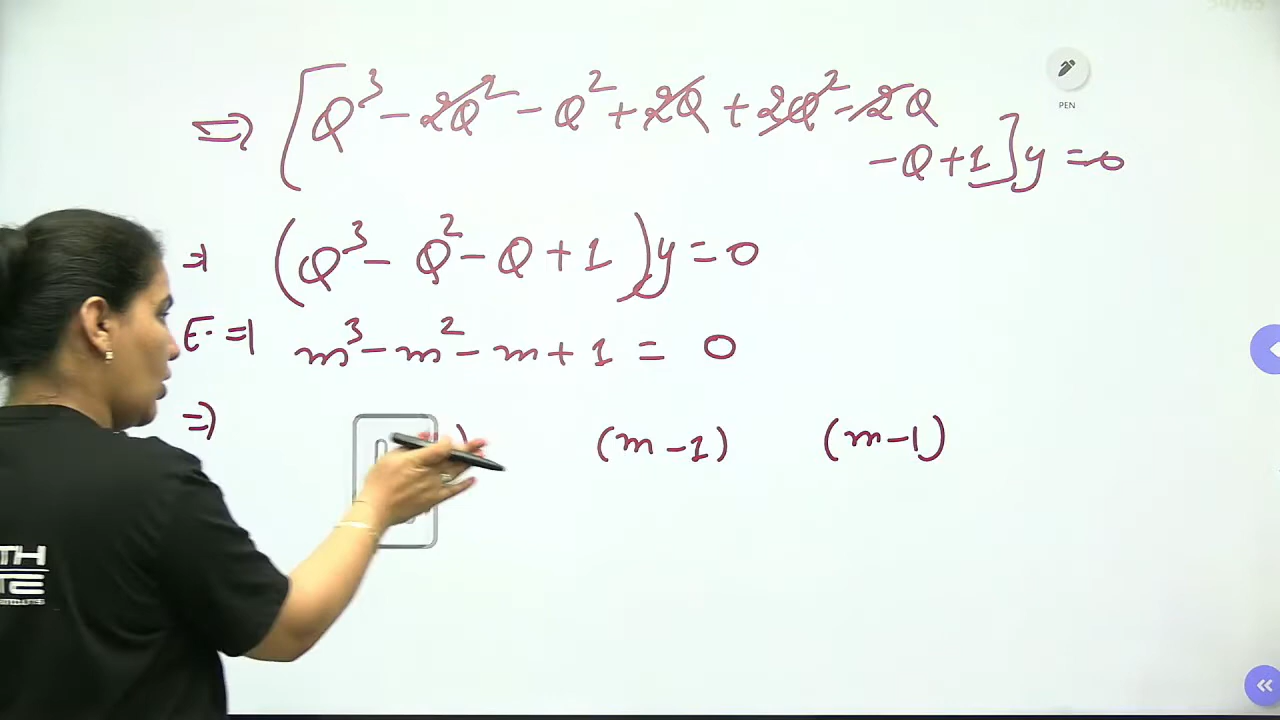 ⇒ [Q³ - 2Q² - Q² + 2Q + 2Q² - 2Q
- Q + 1] y = 0
PEN
⇒ (Q³ - Q² - Q + 1) y = 0
⇒ m³ - m² - m + 1 = 0
⇒ ) (m - 1) (m - 1)
TH